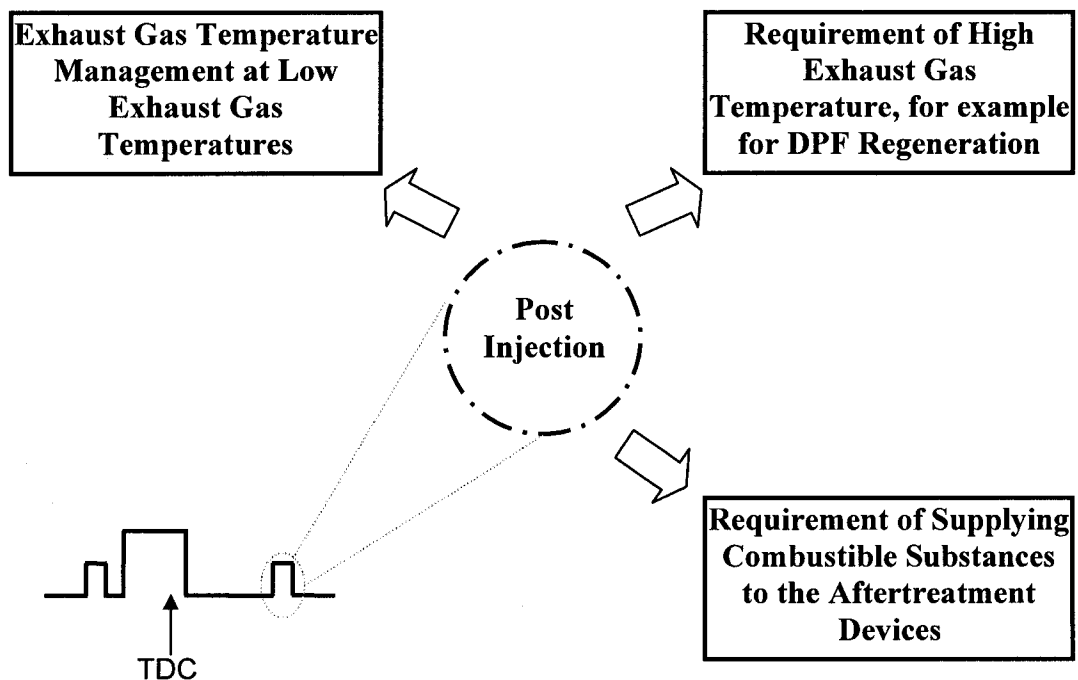 Exhaust Gas Temperature
Management at Low
Exhaust Gas
Temperatures
Requirement of High
Exhaust Gas
Temperature, for example
for DPF Regeneration
Post
Injection
Requirement of Supplying
Combustible Substances
to the Aftertreatment
Devices
TDC